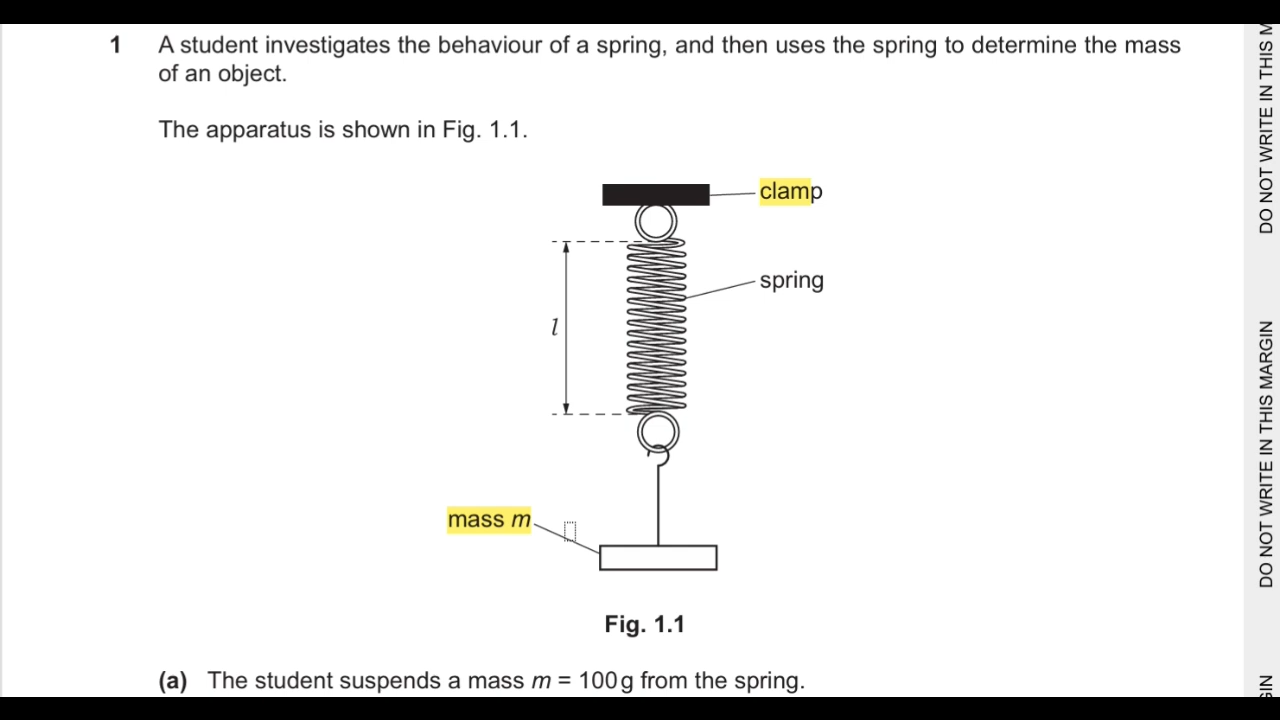 1 A student investigates the behaviour of a spring, and then uses the spring to determine the mass
of an object.
The apparatus is shown in Fig. 1.1.
clamp
spring
l
mass m
Fig. 1.1
(a) The student suspends a mass m = 100 g from the spring.
DO NOT WRITE IN THIS M
DO NOT WRITE IN THIS MARGIN
GIN